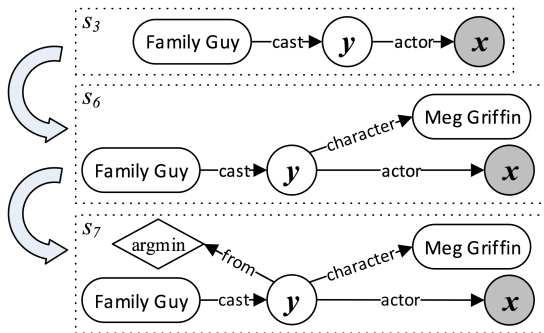 s3
Family Guy cast y actor x
s6
Meg Griffin
character
Family Guy cast y actor x
s7
argmin from character Meg Griffin
Family Guy cast y actor x